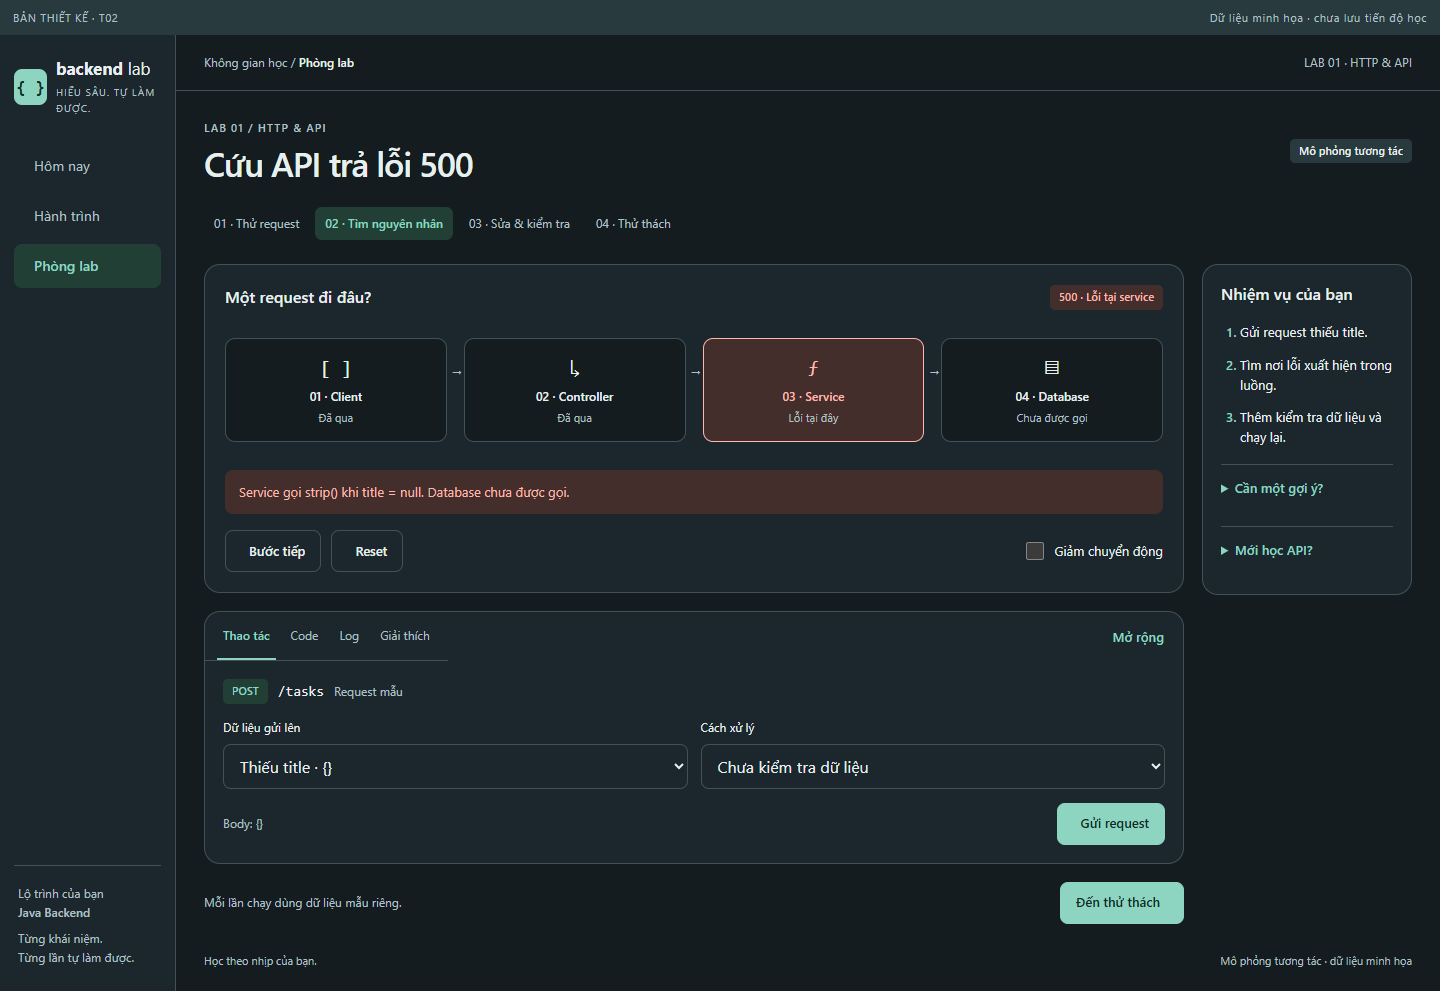 BẢN THIẾT KẾ · T02
Dữ liệu minh họa · chưa lưu tiến độ học
{ }
backend lab
HIỂU SÂU. TỰ LÀM
ĐƯỢC.
Hôm nay
Hành trình
Phòng lab
Lộ trình của bạn
Java Backend
Từng khái niệm.
Từng lần tự làm được.
Không gian học / Phòng lab
LAB 01 · HTTP & API
LAB 01 / HTTP & API
Cứu API trả lỗi 500
Mô phỏng tương tác
01 · Thử request
02 · Tìm nguyên nhân
03 · Sửa & kiểm tra
04 · Thử thách
Một request đi đâu?
500 · Lỗi tại service
[ ]
01 · Client
Đã qua
→
↳
02 · Controller
Đã qua
→
ƒ
03 · Service
Lỗi tại đây
→
▤
04 · Database
Chưa được gọi
Service gọi strip() khi title = null. Database chưa được gọi.
Bước tiếp
Reset
Giảm chuyển động
Nhiệm vụ của bạn
1. Gửi request thiếu title.
2. Tìm nơi lỗi xuất hiện trong
luồng.
3. Thêm kiểm tra dữ liệu và
chạy lại.
▶ Cần một gợi ý?
▶ Mới học API?
Thao tác
Code
Log
Giải thích
Mở rộng
POST /tasks Request mẫu
Dữ liệu gửi lên
Thiếu title · {}
Cách xử lý
Chưa kiểm tra dữ liệu
Body: {}
Gửi request
Mỗi lần chạy dùng dữ liệu mẫu riêng.
Đến thử thách
Học theo nhịp của bạn.
Mô phỏng tương tác · dữ liệu minh họa